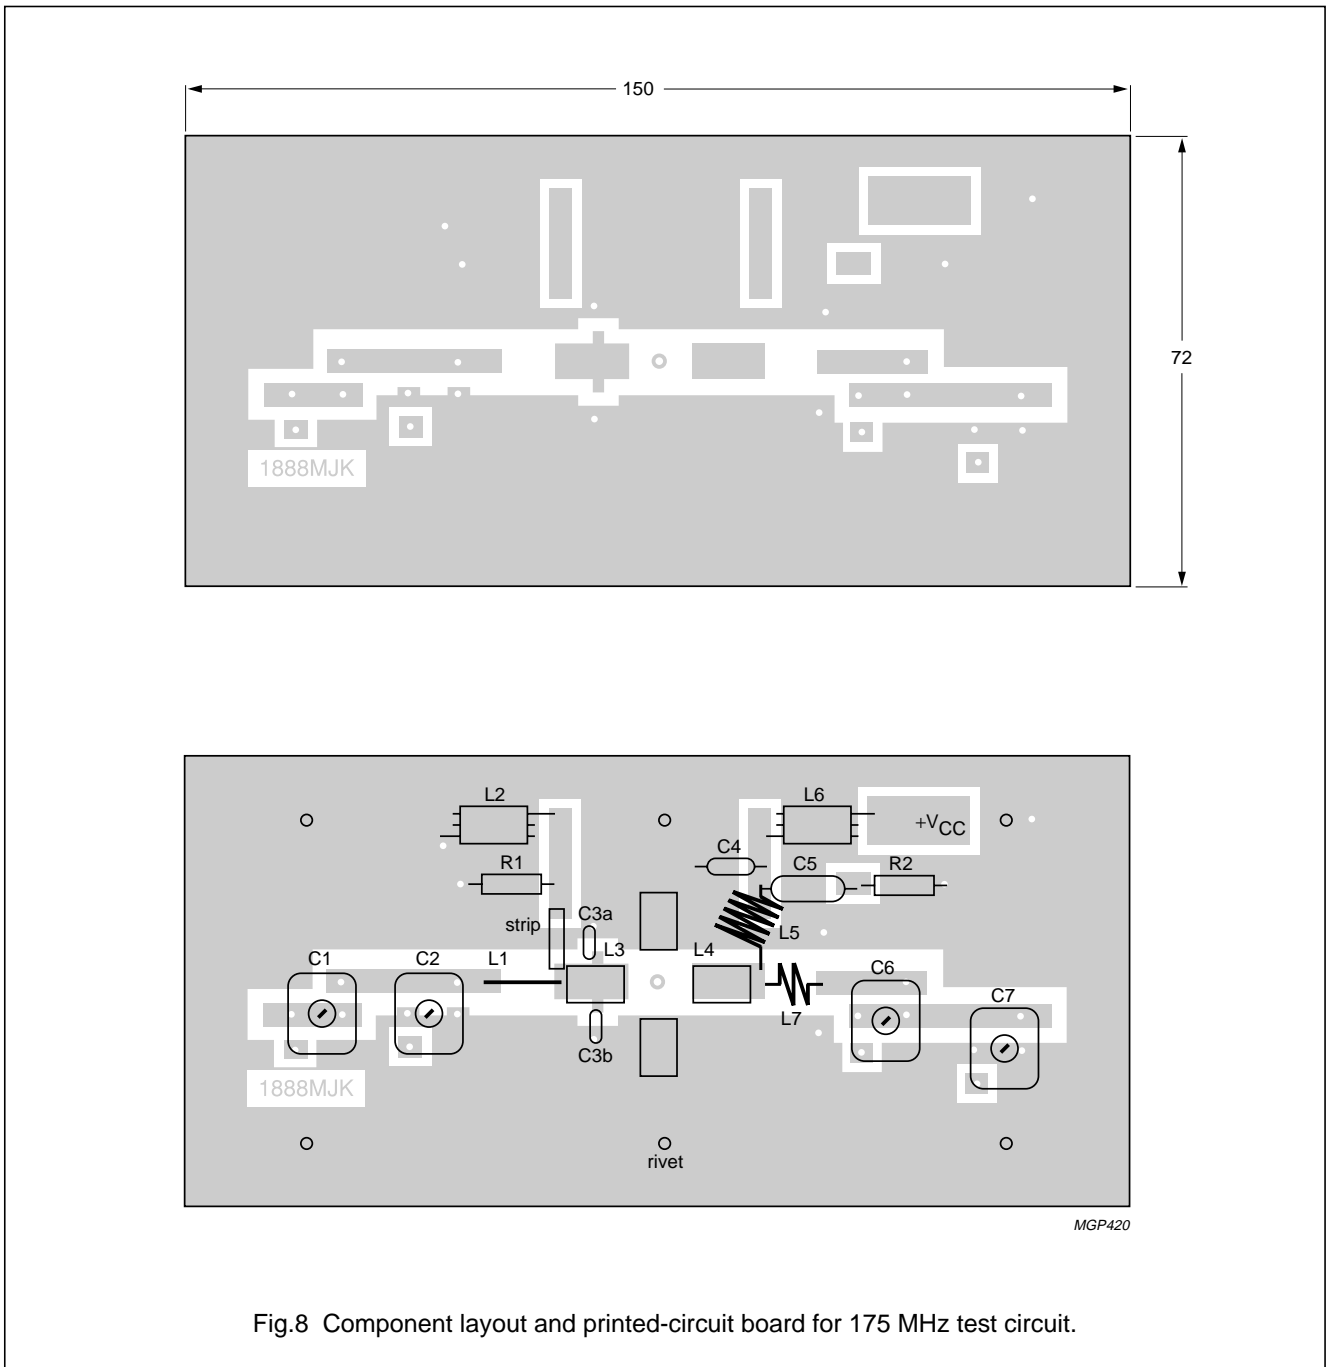 150
72
1888MJK
L2
L6
+VCC
C4
R1
C5
R2
strip
C3a
L5
C1
C2
L1
L3
L4
C6
C7
L7
C3b
1888MJK
rivet
MGP420
Fig.8 Component layout and printed-circuit board for 175 MHz test circuit.